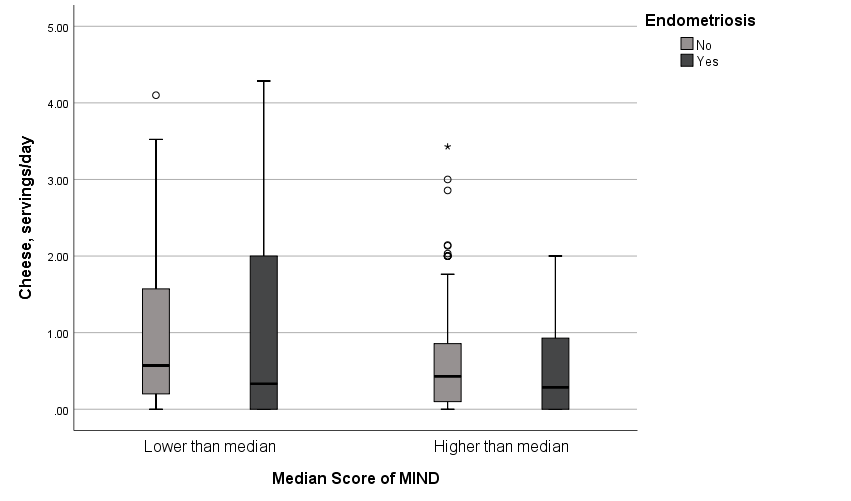 Endometriosis
No
Yes
Cheese, servings/day
5.00
4.00
3.00
2.00
1.00
.00
Lower than median
Higher than median
Median Score of MIND